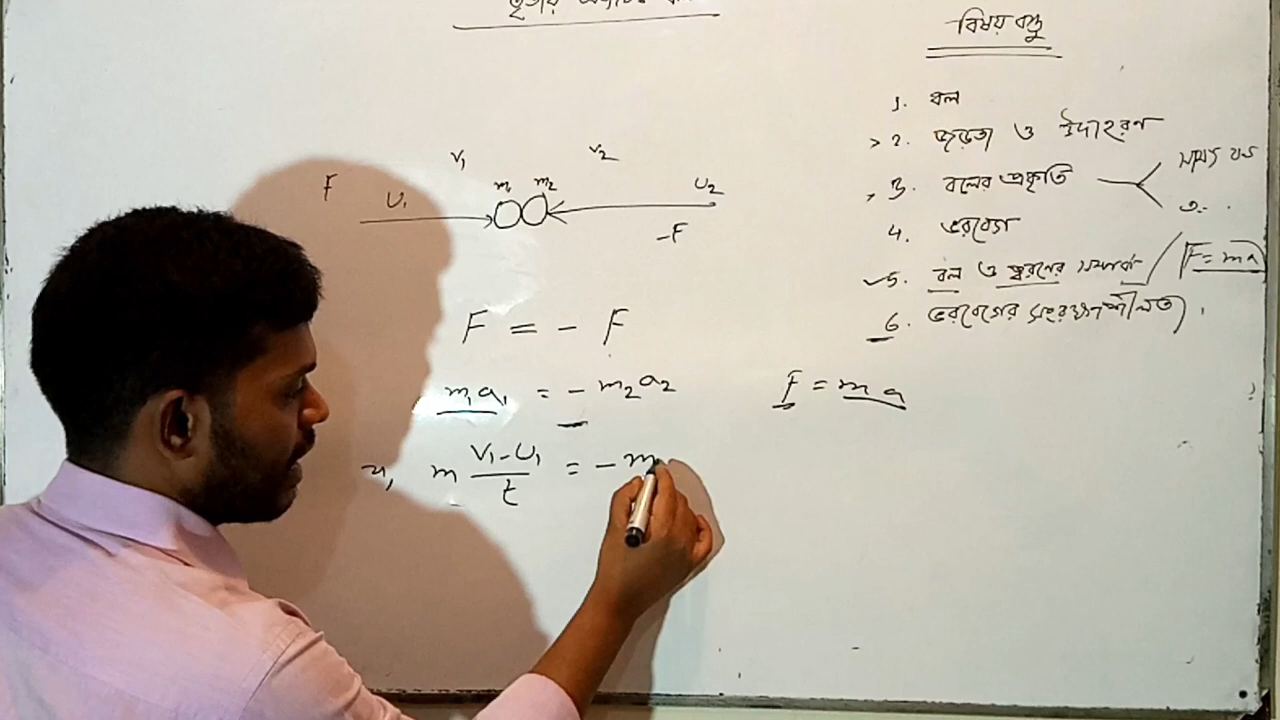 তৃতীয়
বিষয় বস্তু
1. বল
2. জড়তা ও উদাহরণ
3. বলের প্রকৃতি
4. ভরবেগ
5. বল ও ত্বরণের সম্পর্ক F = ma
6. ভরবেগের সংরক্ষণশীলতা
v₁ v₂
F U₁ m₁ m₂ U₂
-F
F = - F
m₁a₁ = - m₂a₂ F = ma
বা, m (v₁-U₁)/t = - m